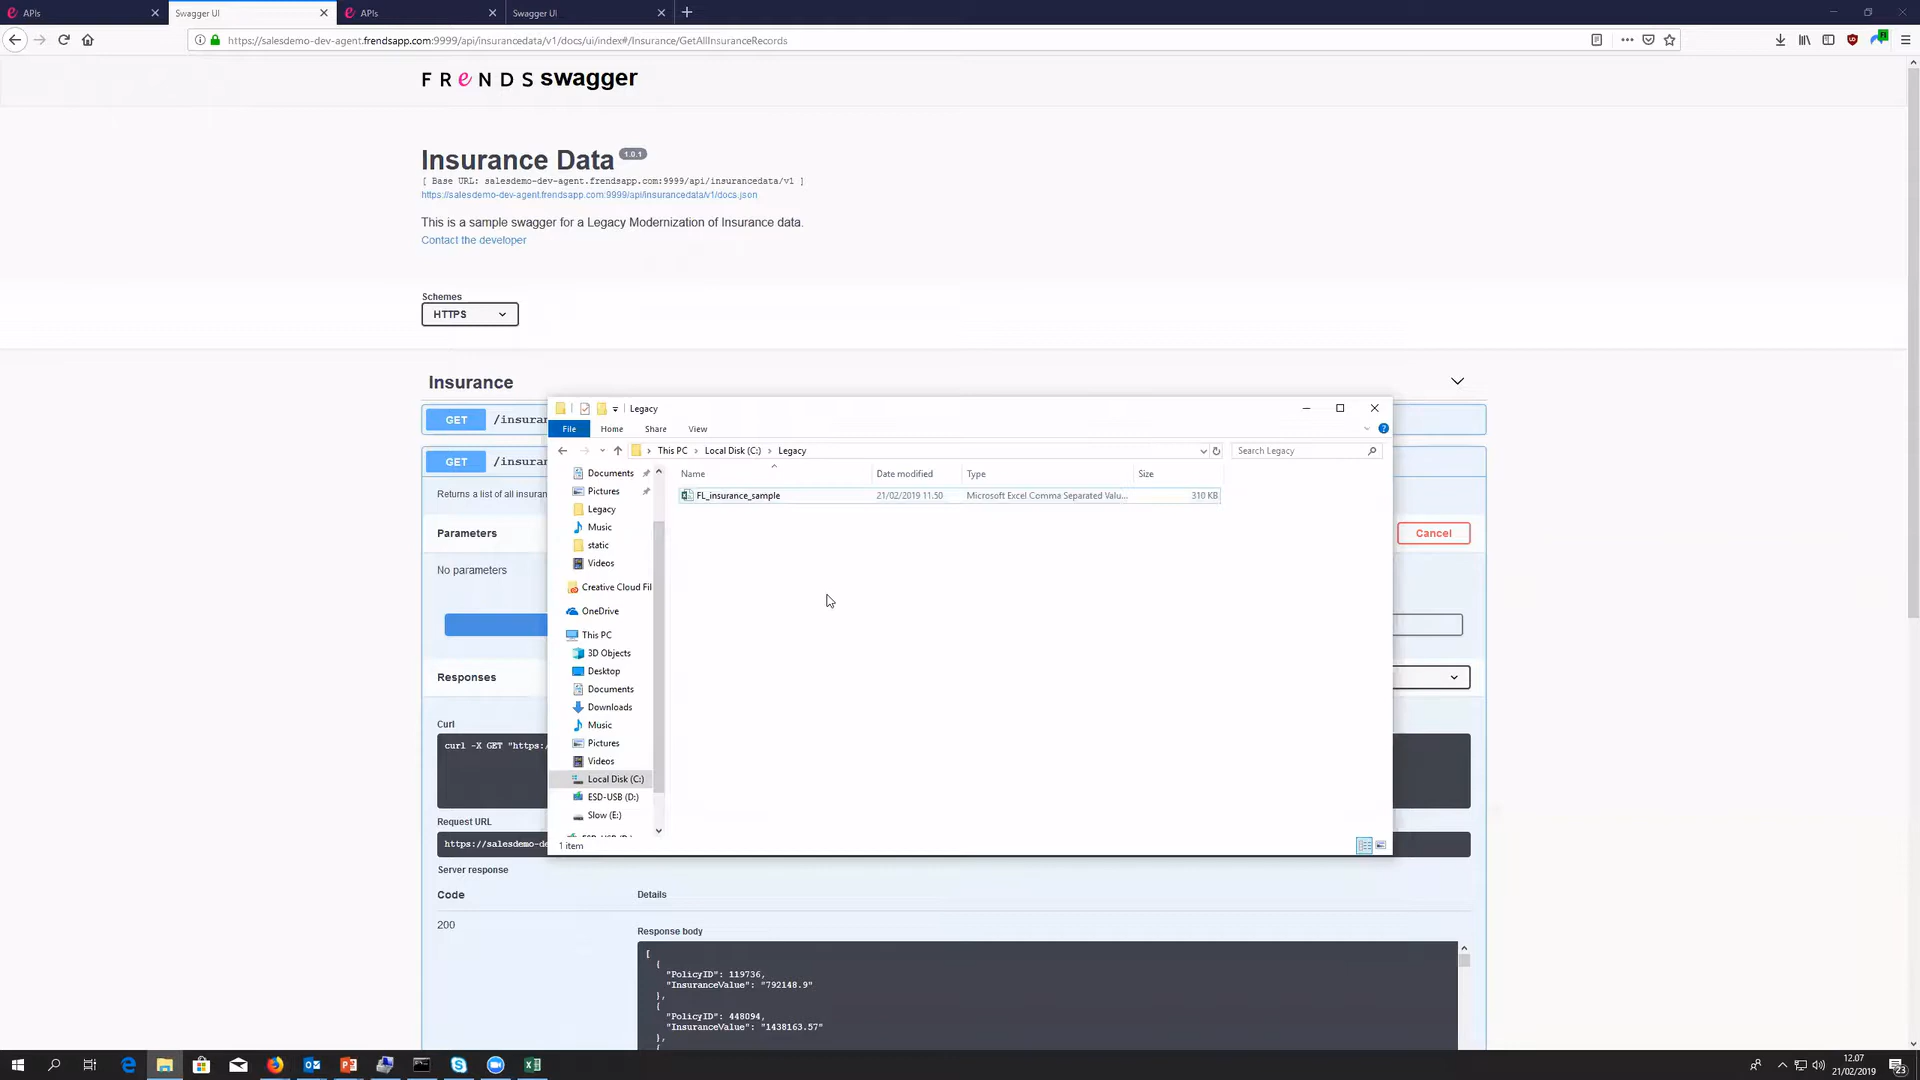 APIs
Swagger UI
APIs
Swagger UI
https://salesdemo-dev-agent.frendsapp.com:9999/api/insurancedata/v1/docs/ui/index#/Insurance/GetAllInsuranceRecords
FRENDS swagger
Insurance Data 1.0.1
[ Base URL: salesdemo-dev-agent.frendsapp.com:9999/api/insurancedata/v1 ]
https://salesdemo-dev-agent.frendsapp.com:9999/api/insurancedata/v1/docs.json
This is a sample swagger for a Legacy Modernization of Insurance data.
Contact the developer
Schemes
HTTPS
Insurance
GET /insuran
GET /insuran
Returns a list of all insuran
Parameters
Cancel
No parameters
Responses
Curl
curl -X GET "https:/
Request URL
https://salesdemo-de
Server response
Code Details
200
Response body
[
{
"PolicyID": 119736,
"InsuranceValue": "792148.9"
},
{
"PolicyID": 448094,
"InsuranceValue": "1438163.57"
},
Legacy
File Home Share View
This PC Local Disk (C:) Legacy
Search Legacy
Name Date modified Type Size
FL_insurance_sample 21/02/2019 11.50 Microsoft Excel Comma Separated Valu... 310 KB
Documents
Pictures
Legacy
Music
static
Videos
Creative Cloud Fil
OneDrive
This PC
3D Objects
Desktop
Documents
Downloads
Music
Pictures
Videos
Local Disk (C:)
ESD-USB (D:)
Slow (E:)
1 item
12.07
21/02/2019
23